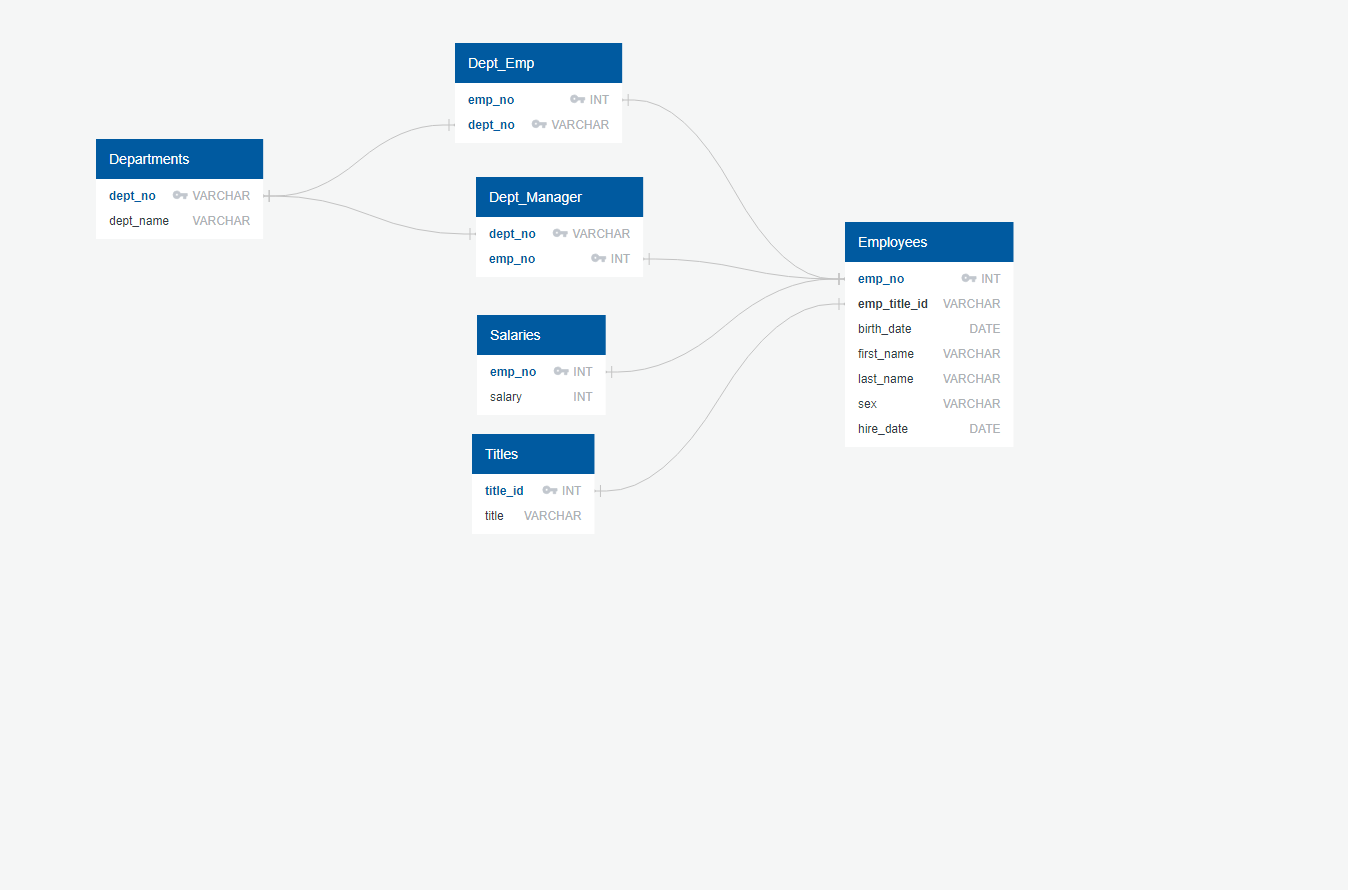 Dept_Emp
emp_no INT
dept_no VARCHAR
Departments
dept_no VARCHAR
dept_name VARCHAR
Dept_Manager
dept_no VARCHAR
emp_no INT
Employees
emp_no INT
emp_title_id VARCHAR
birth_date DATE
first_name VARCHAR
last_name VARCHAR
sex VARCHAR
hire_date DATE
Salaries
emp_no INT
salary INT
Titles
title_id INT
title VARCHAR